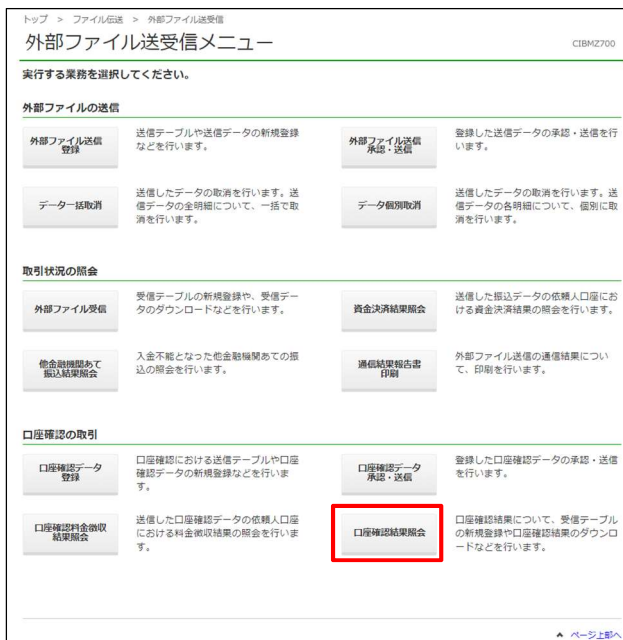 トップ > ファイル伝送 > 外部ファイル送受信
外部ファイル送受信メニュー
CIBMZ700
実行する業務を選択してください。
外部ファイルの送信
外部ファイル送信
登録
送信テーブルや送信データの新規登録
などを行います。
外部ファイル送信
承認・送信
登録した送信データの承認・送信を行
います。
データ一括取消
送信したデータの取消を行います。送
信データの全明細について、一括で取
消を行います。
データ個別取消
送信したデータの取消を行います。送
信データの各明細について、個別に取
消を行います。
取引状況の照会
外部ファイル受信
受信テーブルの新規登録や、受信デー
タのダウンロードなどを行います。
資金決済結果照会
送信した振込データの依頼人口座にお
ける資金決済結果の照会を行います。
他金融機関あて
振込結果照会
入金不能となった他金融機関あての振
込の照会を行います。
通信結果報告書
印刷
外部ファイル送信の通信結果につい
て、印刷を行います。
口座確認の取引
口座確認データ
登録
口座確認における送信テーブルや口座
確認データの新規登録などを行いま
す。
口座確認データ
承認・送信
登録した口座確認データの承認・送信
を行います。
口座確認料金徴収
結果照会
送信した口座確認データの依頼人口座
における料金徴収結果の照会を行いま
す。
口座確認結果照会
口座確認結果について、受信テーブル
の新規登録や口座確認結果のダウンロ
ードなどを行います。
ページ上部へ